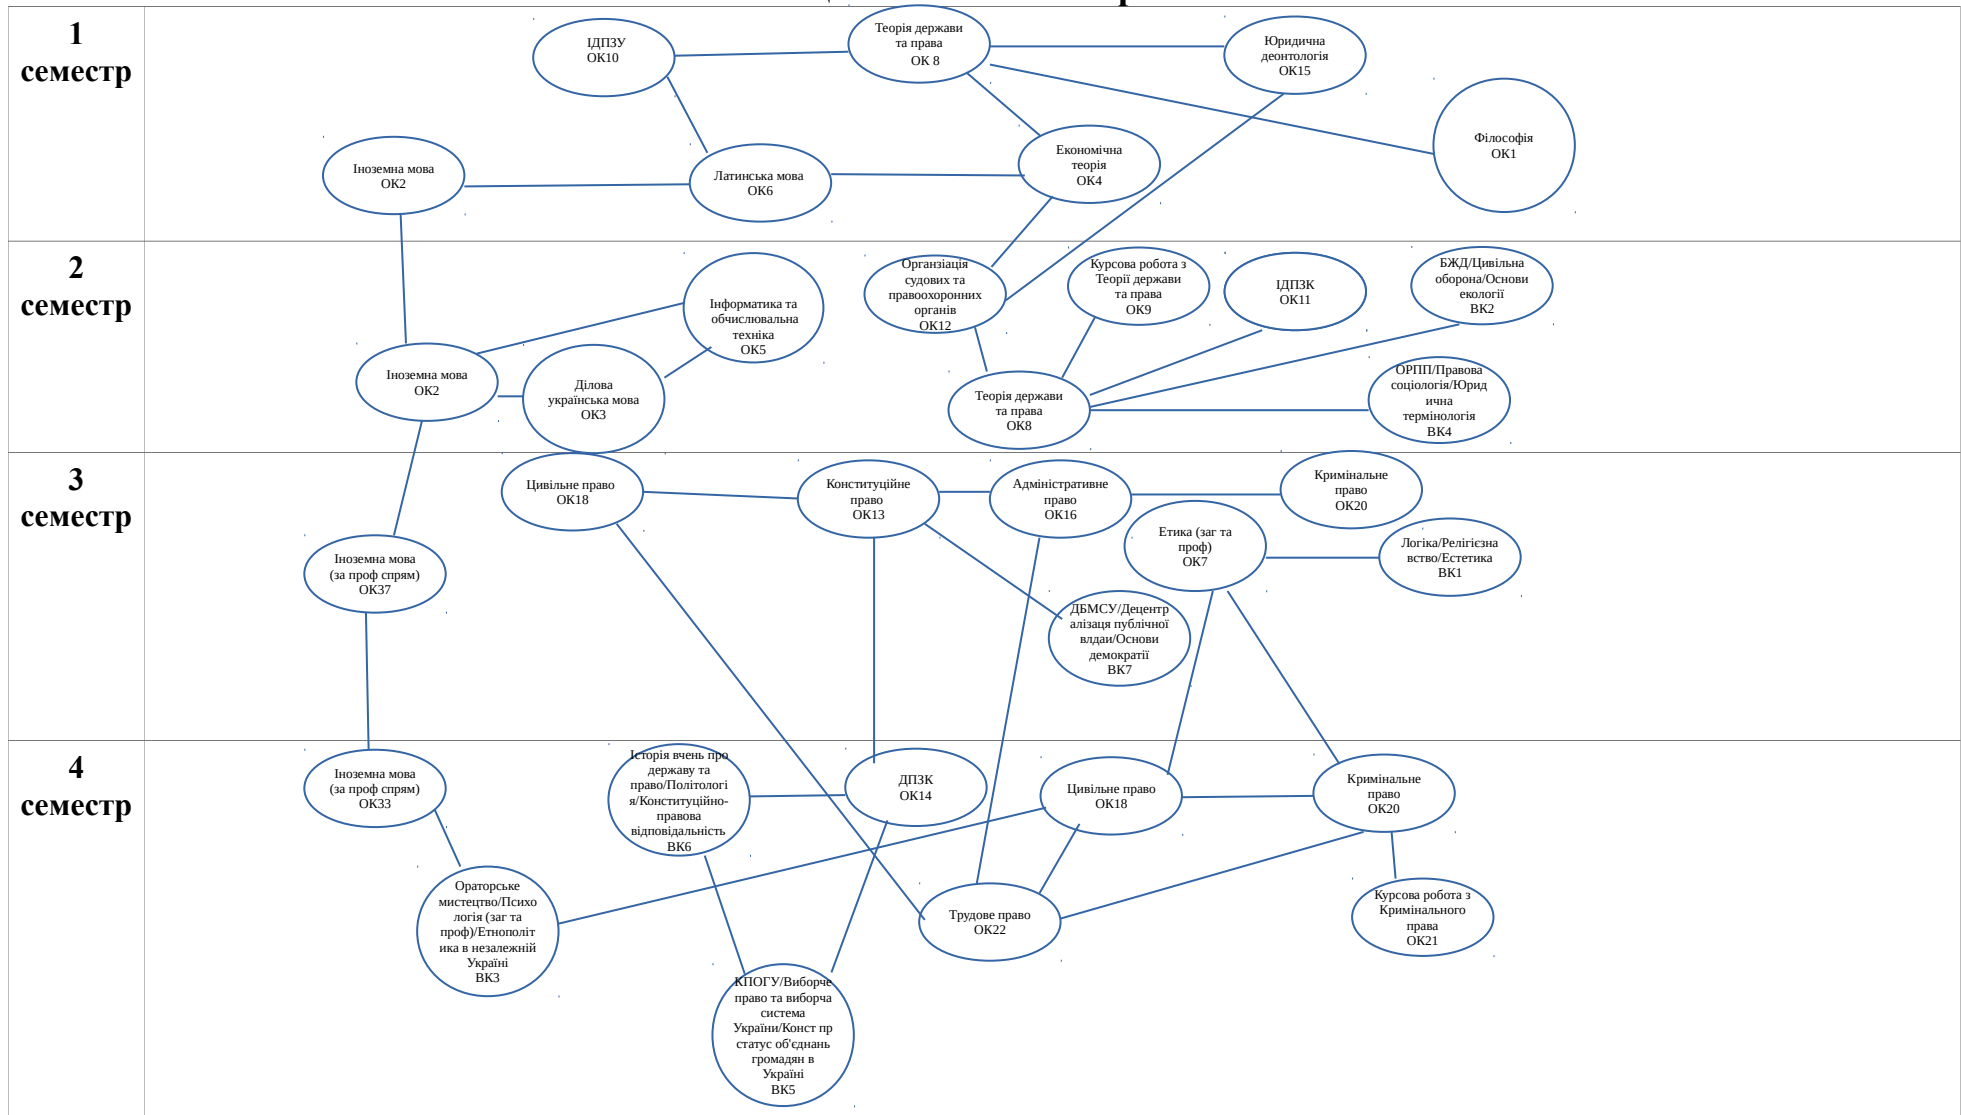 1
семестр
ІДПЗУ
ОК10
Теорія держави
та права
ОК 8
Юридична
деонтологія
ОК15
Філософія
ОК1
Іноземна мова
ОК2
Латинська мова
ОК6
Економічна
теорія
ОК4
2
семестр
Інформатика та
обчислювальна
техніка
ОК5
Органзіація
судових та
правоохоронних
органів
ОК12
Курсова робота з
Теорії держави
та права
ОК9
ІДПЗК
ОК11
БЖД/Цивільна
оборона/Основи
екології
ВК2
Іноземна мова
ОК2
Ділова
українська мова
ОК3
Теорія держави
та права
ОК8
ОРПП/Правова
соціологія/Юрид
ична
термінологія
ВК4
3
семестр
Цивільне право
ОК18
Конституційне
право
ОК13
Адміністративне
право
ОК16
Кримінальне
право
ОК20
Етика (заг та
проф)
ОК7
Логіка/Релігієзна
вство/Естетика
ВК1
Іноземна мова
(за проф спрям)
ОК37
ДБМСУ/Децентр
алізаця публічної
влдаи/Основи
демократії
ВК7
4
семестр
Іноземна мова
(за проф спрям)
ОК33
Історія вчень про
державу та
право/Політологі
я/Конституційно-
правова
відповідальність
ВК6
ДПЗК
ОК14
Цивільне право
ОК18
Кримінальне
право
ОК20
Ораторське
мистецтво/Психо
логія (заг та
проф)/Етнополіт
ика в незалежній
Україні
ВК3
Трудове право
ОК22
Курсова робота з
Кримінального
права
ОК21
КПОГУ/Виборче
право та виборча
система
України/Конст пр
статус об'єднань
громадян в
Україні
ВК5